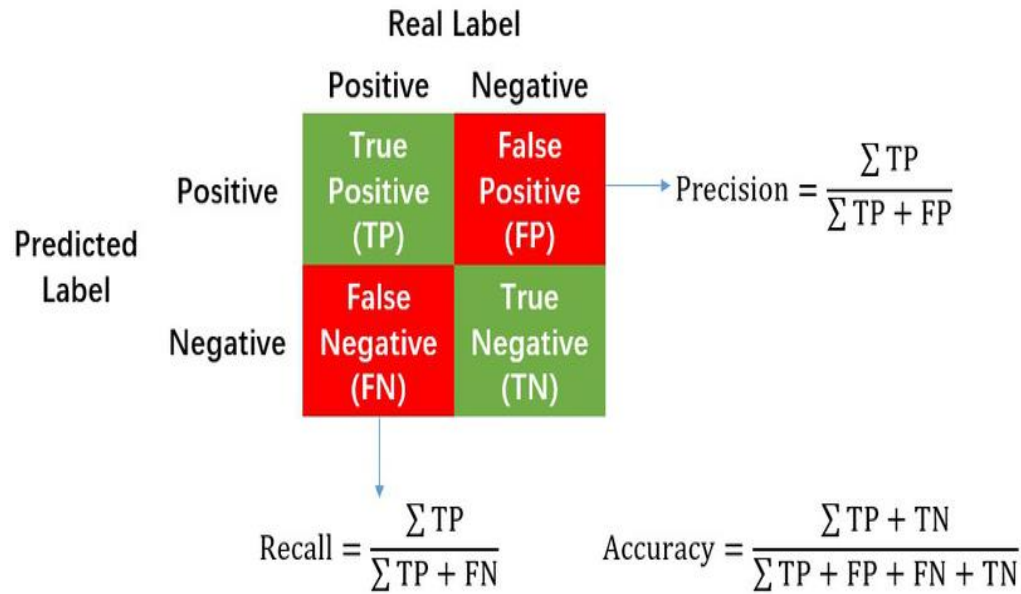 Real Label
Positive Negative
True
Positive
(TP)
False
Positive
(FP)
Positive
Precision = ∑ TP / ∑ TP + FP
Predicted
Label
Negative
False
Negative
(FN)
True
Negative
(TN)
Recall = ∑ TP / ∑ TP + FN
Accuracy = ∑ TP + TN / ∑ TP + FP + FN + TN